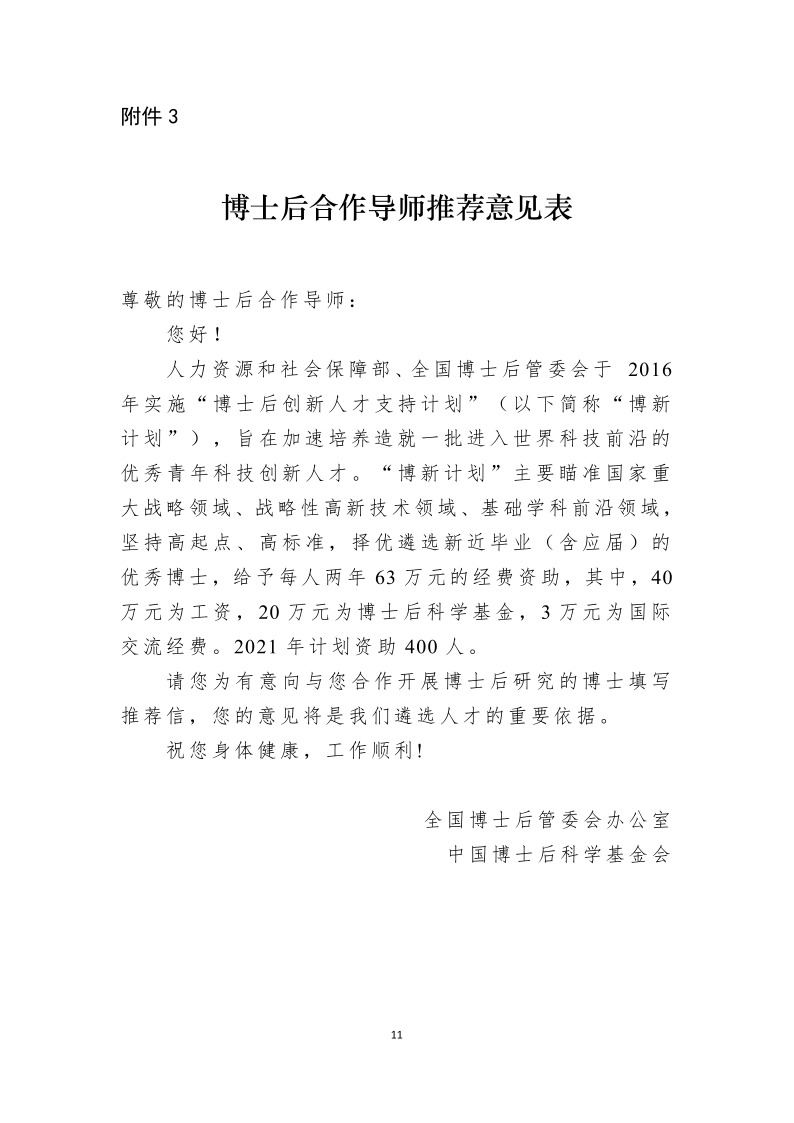 附件 3
博士后合作导师推荐意见表
尊敬的博士后合作导师：
您好！
人力资源和社会保障部、全国博士后管委会于 2016
年实施“博士后创新人才支持计划”（以下简称“博新
计划”），旨在加速培养造就一批进入世界科技前沿的
优秀青年科技创新人才。“博新计划”主要瞄准国家重
大战略领域、战略性高新技术领域、基础学科前沿领域，
坚持高起点、高标准，择优遴选新近毕业（含应届）的
优秀博士，给予每人两年 63 万元的经费资助，其中，40
万元为工资，20 万元为博士后科学基金，3 万元为国际
交流经费。2021 年计划资助 400 人。
请您为有意向与您合作开展博士后研究的博士填写
推荐信，您的意见将是我们遴选人才的重要依据。
祝您身体健康，工作顺利！
全国博士后管委会办公室
中国博士后科学基金会
11